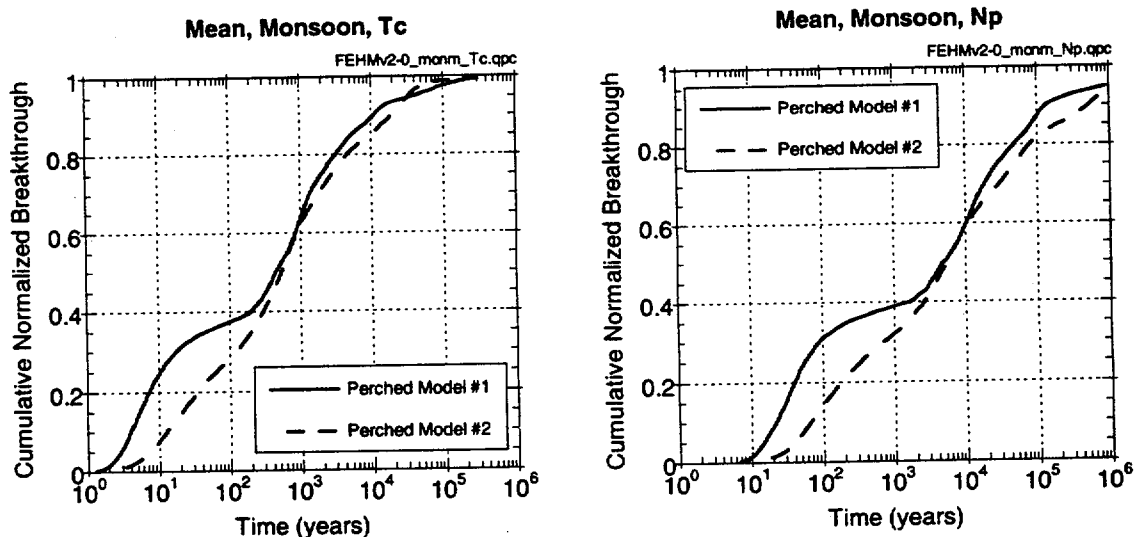 Mean, Monsoon, Tc
FEHMv2-0_monm_Tc.qpc
Cumulative Normalized Breakthrough
1
0.8
0.6
0.4
0.2
0
Perched Model #1
Perched Model #2
10^0 10^1 10^2 10^3 10^4 10^5 10^6
Time (years)
Mean, Monsoon, Np
FEHMv2-0_monm_Np.qpc
Cumulative Normalized Breakthrough
1
0.8
0.6
0.4
0.2
0
Perched Model #1
Perched Model #2
10^0 10^1 10^2 10^3 10^4 10^5 10^6
Time (years)